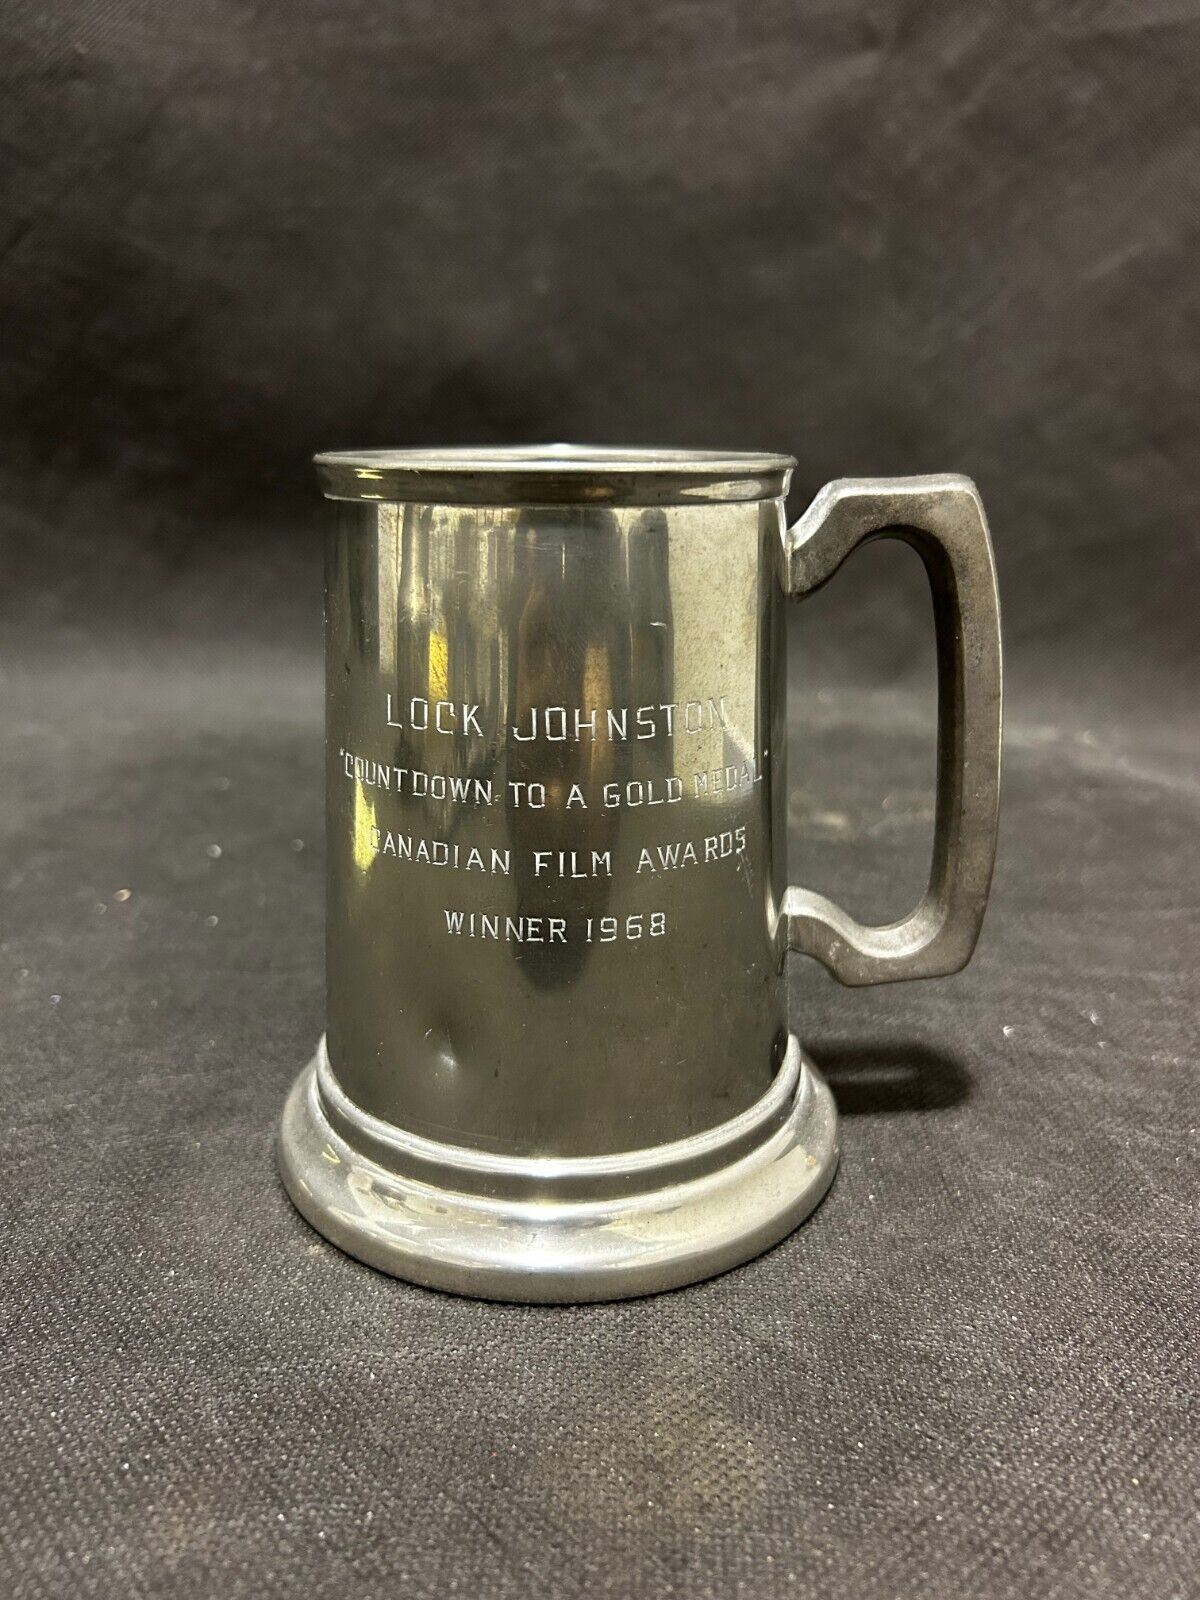 LOCK JOHNSTON
"COUNTDOWN TO A GOLD MEDAL"
CANADIAN FILM AWARDS
WINNER 1968